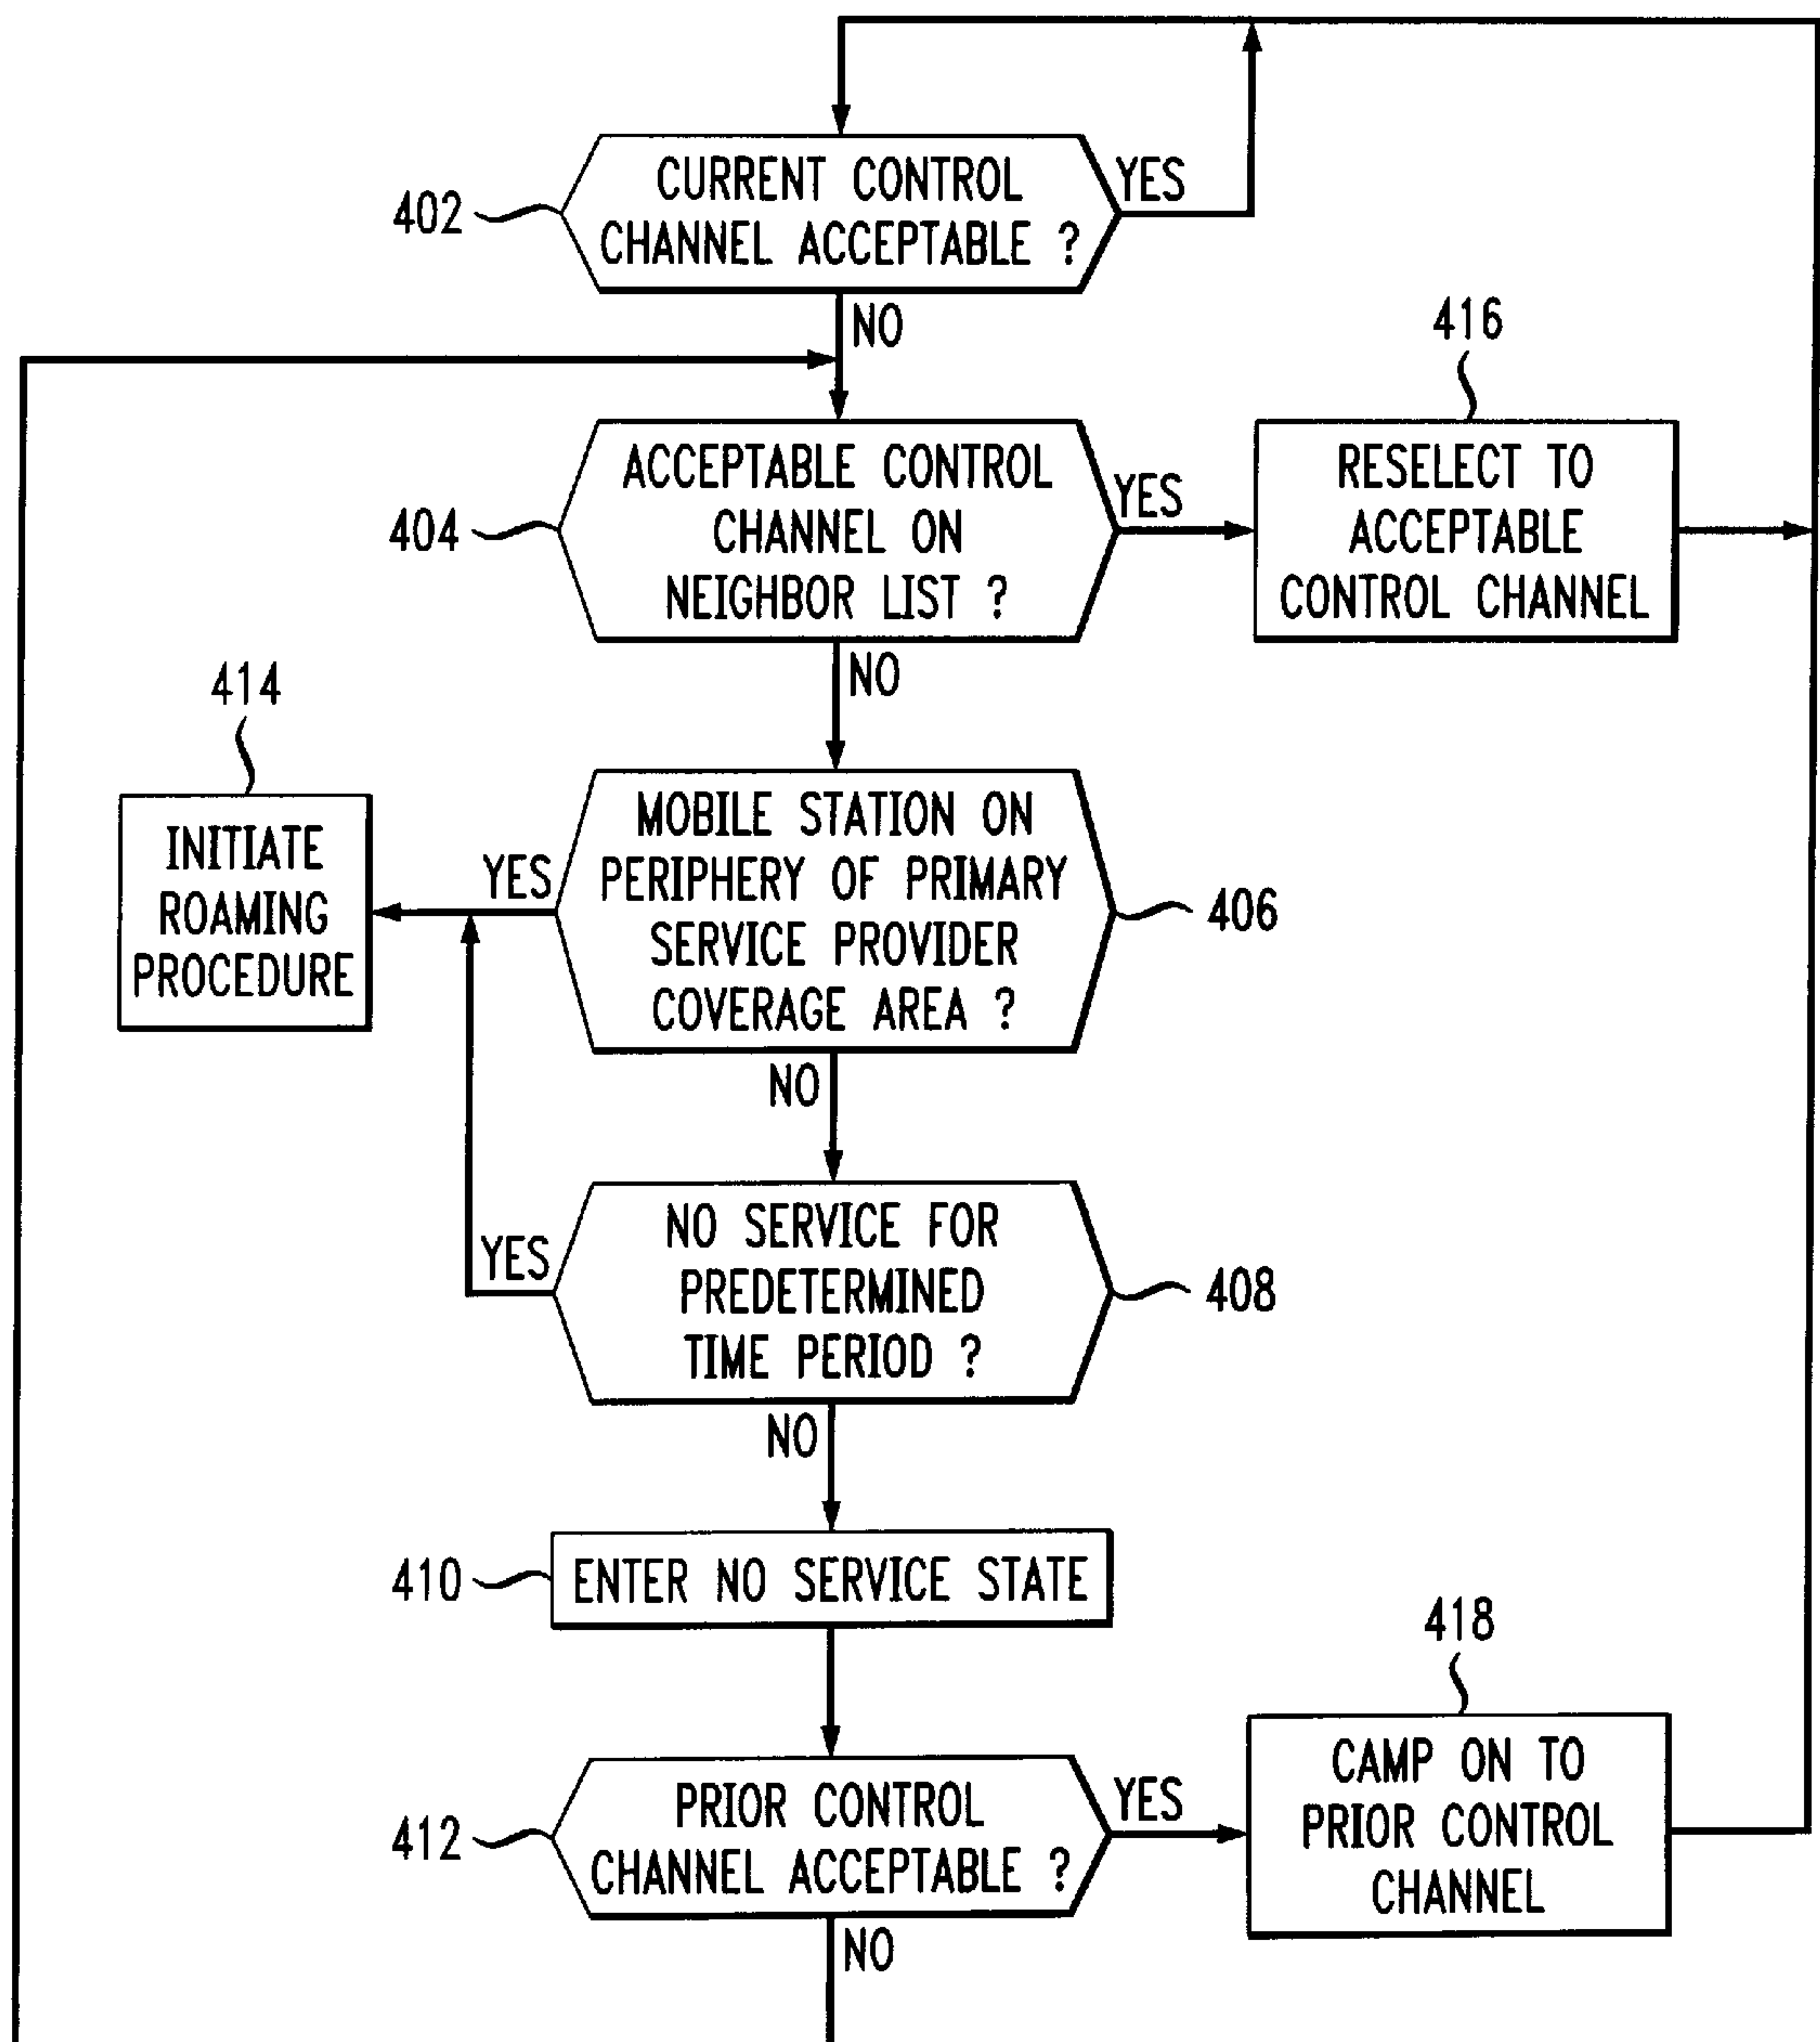 CURRENT CONTROL
CHANNEL ACCEPTABLE ?
YES
402
NO
416
ACCEPTABLE CONTROL
CHANNEL ON
NEIGHBOR LIST ?
YES
404
RESELECT TO
ACCEPTABLE
CONTROL CHANNEL
NO
414
INITIATE
ROAMING
PROCEDURE
YES
MOBILE STATION ON
PERIPHERY OF PRIMARY
SERVICE PROVIDER
COVERAGE AREA ?
406
NO
YES
NO SERVICE FOR
PREDETERMINED
TIME PERIOD ?
408
NO
410
ENTER NO SERVICE STATE
418
412
PRIOR CONTROL
CHANNEL ACCEPTABLE ?
YES
CAMP ON TO
PRIOR CONTROL
CHANNEL
NO